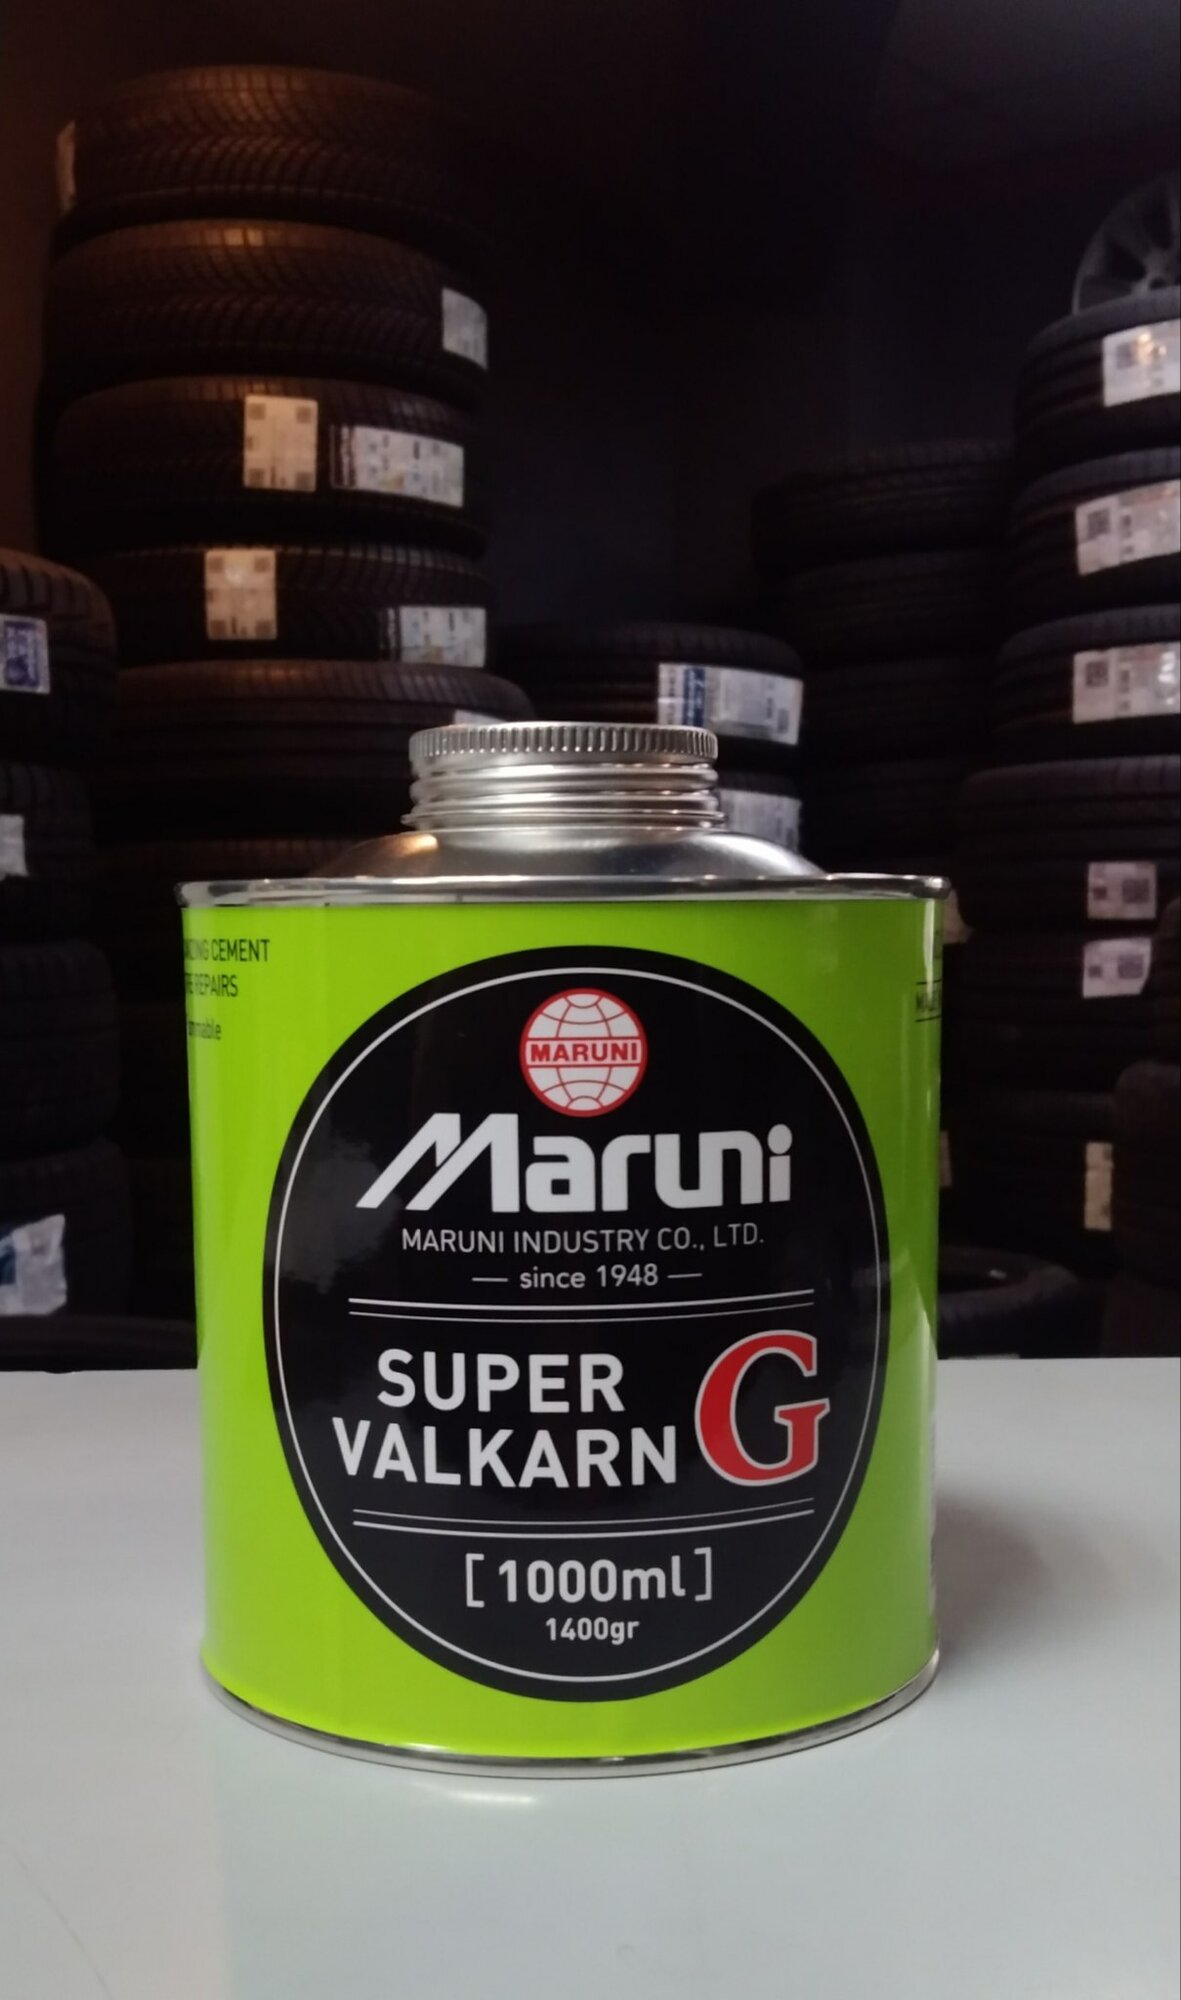 CEMENT
REPAIRS
MARUNI
Maruni
MARUNI INDUSTRY CO., LTD.
— since 1948 —
SUPER
VALKARN G
[1000ml]
1400gr